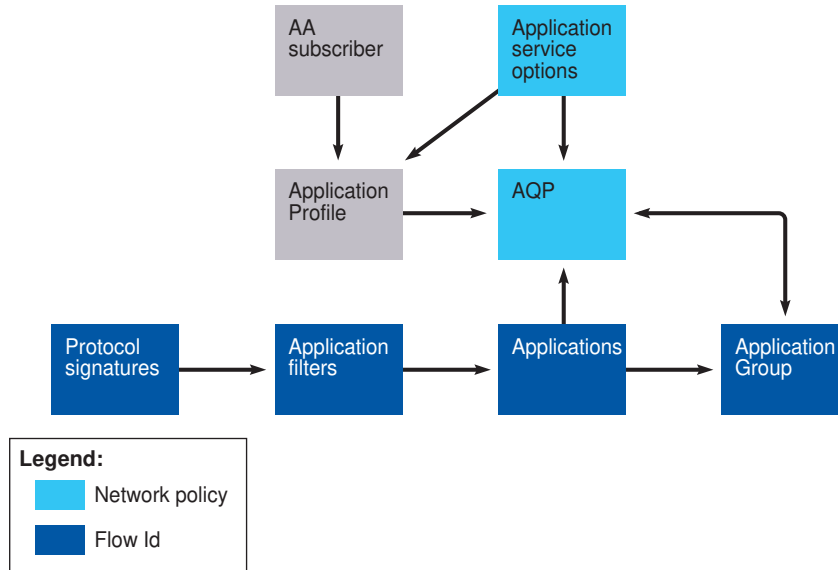 AA
subscriber
Application
service
options
Application
Profile
AQP
Protocol
signatures
Application
filters
Applications
Application
Group
Legend:
Network policy
Flow Id